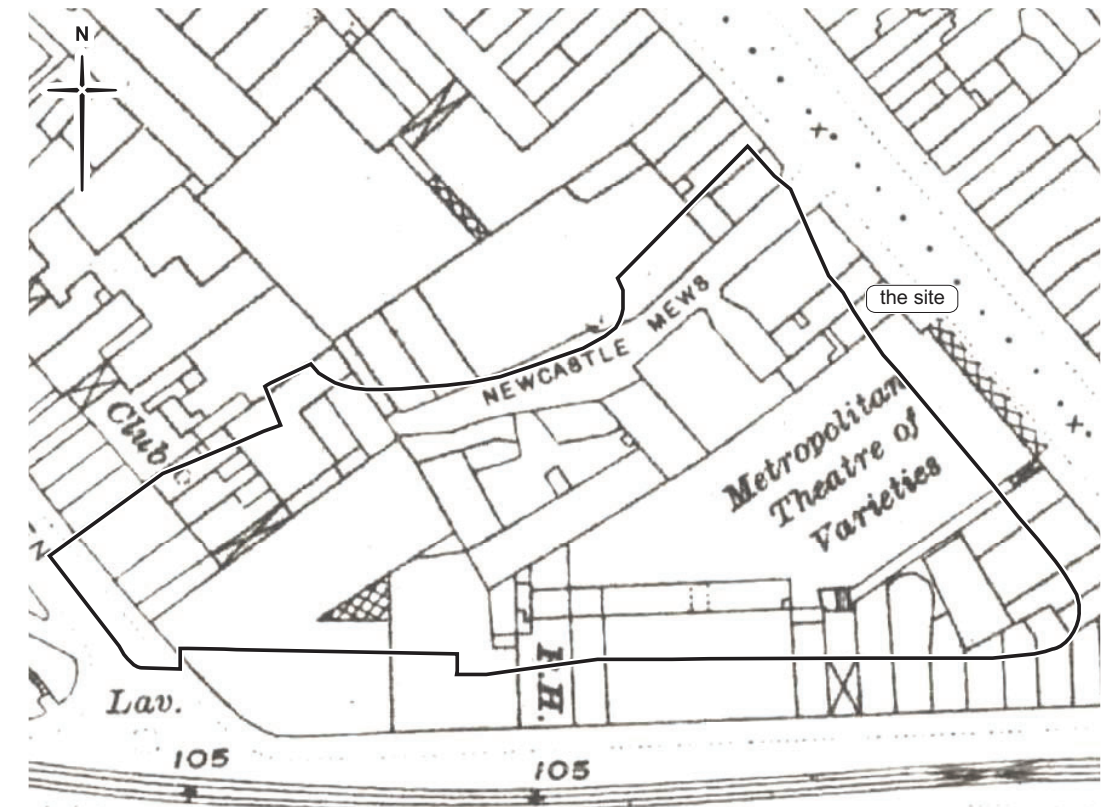 N
the site
NEWCASTLE MEWS
Metropolitan
Theatre of
Varieties
Club
P.H.
Lav.
105
105